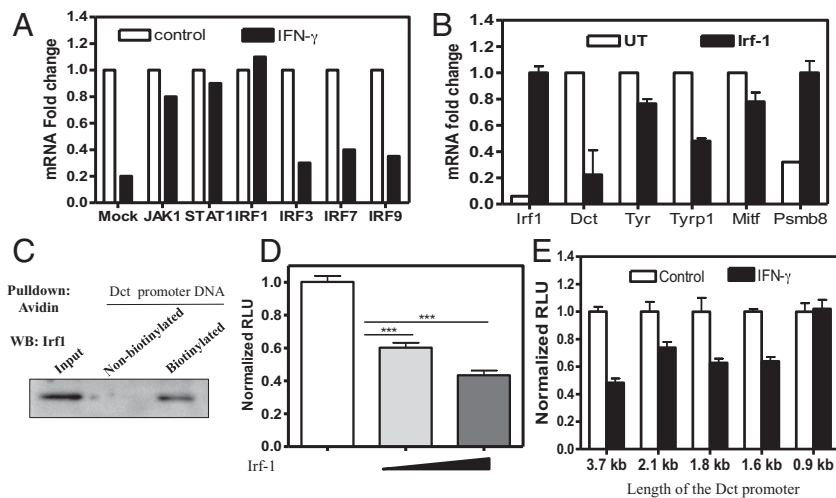 A
control
IFN-γ
mRNA Fold change
1.4
1.2
1.0
0.8
0.6
0.4
0.2
0.0
Mock JAK1 STAT1 IRF1 IRF3 IRF7 IRF9
B
UT
Irf-1
mRNA fold change
1.4
1.2
1.0
0.8
0.6
0.4
0.2
0.0
Irf1 Dct Tyr Tyrp1 Mitf Psmb8
C
Pulldown:
Avidin
Dct promoter DNA
WB: Irf1
Input
Non-biotinylated
Biotinylated
D
Normalized RLU
1.0
0.8
0.6
0.4
0.2
0.0
***
***
Irf-1
E
Control
IFN-γ
Normalized RLU
1.4
1.2
1.0
0.8
0.6
0.4
0.2
0.0
3.7 kb 2.1 kb 1.8 kb 1.6 kb 0.9 kb
Length of the Dct promoter